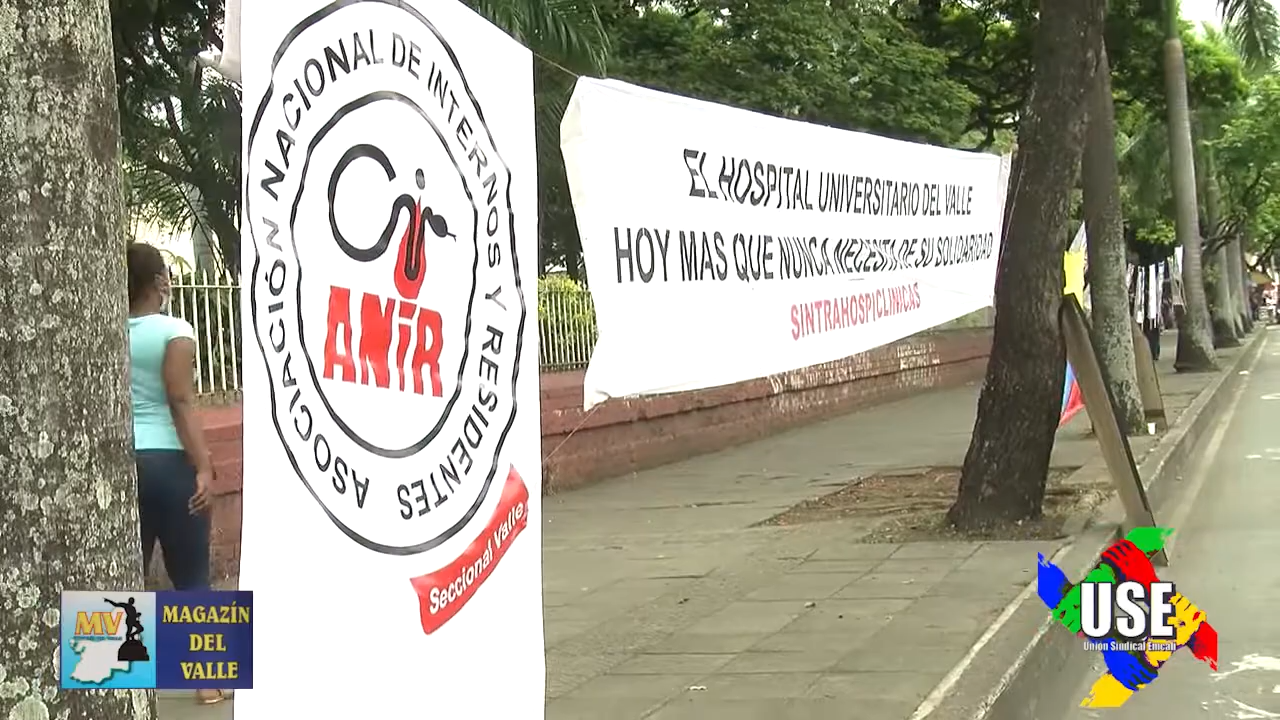 ASOCIACIÓN NACIONAL DE INTERNOS Y RESIDENTES
ANIR
Seccional Valle
EL HOSPITAL UNIVERSITARIO DEL VALLE
HOY MAS QUE NUNCA NECESITA DE SU SOLIDARIDAD
SINTRAHOSPICLINICAS
MV
MAGAZÍN
DEL
VALLE
USE
Unión Sindical Emcali